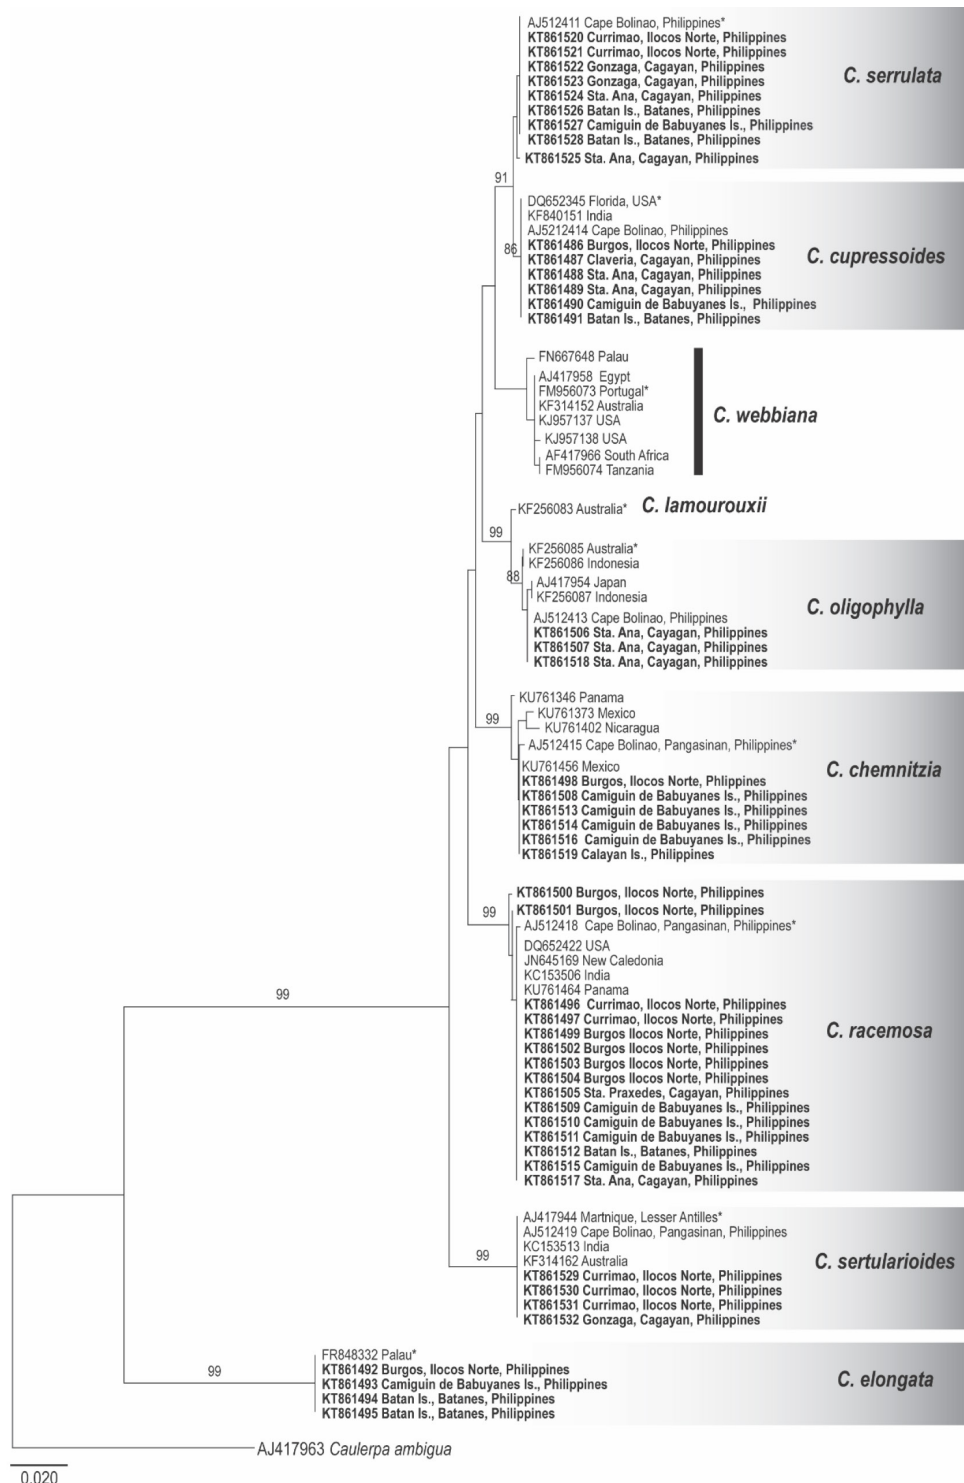 AJ512411 Cape Bolinao, Philippines*
KT861520 Currimao, Ilocos Norte, Philippines
KT861521 Currimao, Ilocos Norte, Philippines
KT861522 Gonzaga, Cagayan, Philippines
KT861523 Gonzaga, Cagayan, Philippines
KT861524 Sta. Ana, Cagayan, Philippines
KT861526 Batan Is., Batanes, Philippines
KT861527 Camiguin de Babuyanes Is., Philippines
KT861528 Batan Is., Batanes, Philippines
KT861525 Sta. Ana, Cagayan, Philippines
C. serrulata
91
DQ652345 Florida, USA*
KF840151 India
AJ5212414 Cape Bolinao, Philippines
KT861486 Burgos, Ilocos Norte, Philippines
KT861487 Claveria, Cagayan, Philippines
KT861488 Sta. Ana, Cagayan, Philippines
KT861489 Sta. Ana, Cagayan, Philippines
KT861490 Camiguin de Babuyanes Is., Philippines
KT861491 Batan Is., Batanes, Philippines
86
C. cupressoides
FN667648 Palau
AJ417958 Egypt
FM956073 Portugal*
KF314152 Australia
KJ957137 USA
KJ957138 USA
AF417966 South Africa
FM956074 Tanzania
C. webbiana
KF256083 Australia*
C. lamourouxii
99
KF256085 Australia*
KF256086 Indonesia
88
AJ417954 Japan
KF256087 Indonesia
AJ512413 Cape Bolinao, Philippines
KT861506 Sta. Ana, Cayagan, Philippines
KT861507 Sta. Ana, Cayagan, Philippines
KT861518 Sta. Ana, Cayagan, Philippines
C. oligophylla
KU761346 Panama
99
KU761373 Mexico
KU761402 Nicaragua
AJ512415 Cape Bolinao, Pangasinan, Philippines*
KU761456 Mexico
KT861498 Burgos, Ilocos Norte, Philippines
KT861508 Camiguin de Babuyanes Is., Philippines
KT861513 Camiguin de Babuyanes Is., Philippines
KT861514 Camiguin de Babuyanes Is., Philippines
KT861516 Camiguin de Babuyanes Is., Philippines
KT861519 Calayan Is., Philippines
C. chemnitzia
KT861500 Burgos, Ilocos Norte, Philippines
99
KT861501 Burgos, Ilocos Norte, Philippines
AJ512418 Cape Bolinao, Pangasinan, Philippines*
DQ652422 USA
JN645169 New Caledonia
KC153506 India
KU761464 Panama
KT861496 Currimao, Ilocos Norte, Philippines
KT861497 Currimao, Ilocos Norte, Philippines
KT861499 Burgos Ilocos Norte, Philippines
KT861502 Burgos Ilocos Norte, Philippines
KT861503 Burgos Ilocos Norte, Philippines
KT861504 Burgos Ilocos Norte, Philippines
KT861505 Sta. Praxedes, Cagayan, Philippines
KT861509 Camiguin de Babuyanes Is., Philippines
KT861510 Camiguin de Babuyanes Is., Philippines
KT861511 Camiguin de Babuyanes Is., Philippines
KT861512 Batan Is., Batanes, Philippines
KT861515 Camiguin de Babuyanes Is., Philippines
KT861517 Sta. Ana, Cagayan, Philippines
C. racemosa
99
AJ417944 Martnique, Lesser Antilles*
AJ512419 Cape Bolinao, Pangasinan, Philippines
KC153513 India
KF314162 Australia
KT861529 Currimao, Ilocos Norte, Philippines
KT861530 Currimao, Ilocos Norte, Philippines
KT861531 Currimao, Ilocos Norte, Philippines
KT861532 Gonzaga, Cagayan, Philippines
99
C. sertularioides
FR848332 Palau*
KT861492 Burgos, Ilocos Norte, Philippines
KT861493 Camiguin de Babuyanes Is., Philippines
KT861494 Batan Is., Batanes, Philippines
KT861495 Batan Is., Batanes, Philippines
99
C. elongata
AJ417963 Caulerpa ambigua
0.020